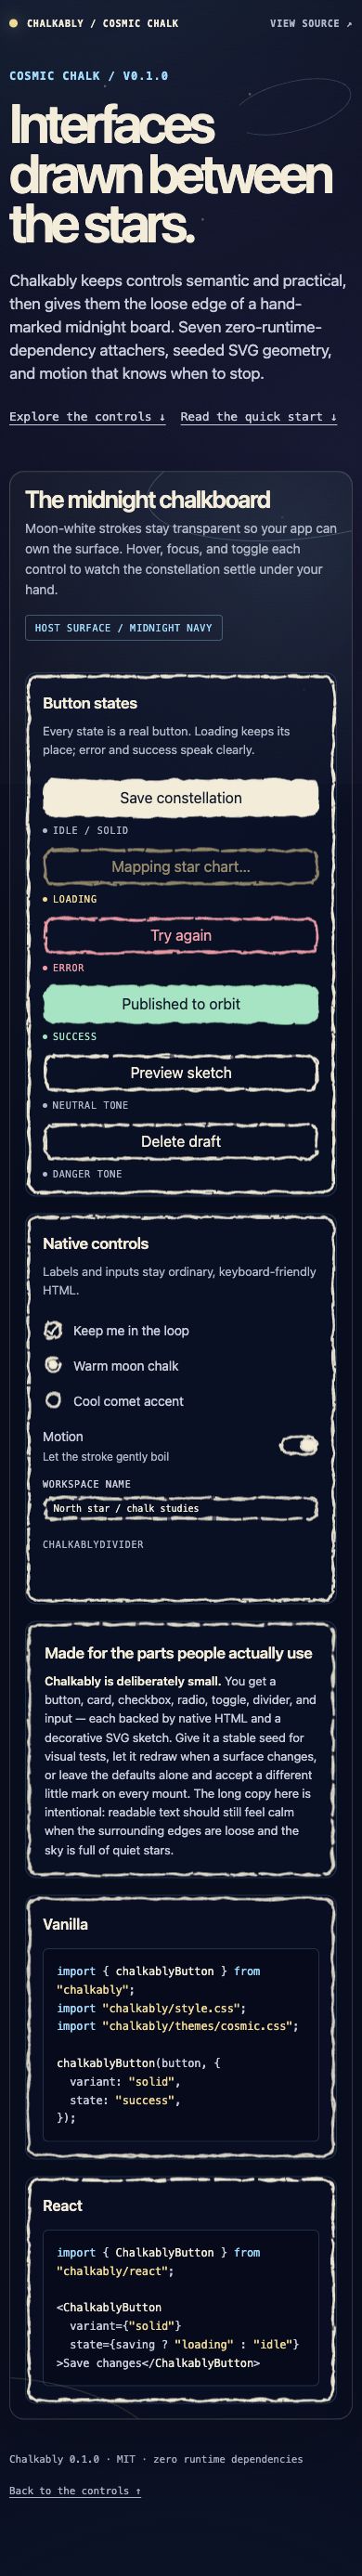 CHALKABLY / COSMIC CHALK
VIEW SOURCE ↗
COSMIC CHALK / V0.1.0
Interfaces
drawn between
the stars.
Chalkably keeps controls semantic and practical,
then gives them the loose edge of a hand-
marked midnight board. Seven zero-runtime-
dependency attachers, seeded SVG geometry,
and motion that knows when to stop.
Explore the controls ↓
Read the quick start ↓
The midnight chalkboard
Moon-white strokes stay transparent so your app can
own the surface. Hover, focus, and toggle each
control to watch the constellation settle under your
hand.
HOST SURFACE / MIDNIGHT NAVY
Button states
Every state is a real button. Loading keeps its
place; error and success speak clearly.
Save constellation
IDLE / SOLID
Mapping star chart…
LOADING
Try again
ERROR
Published to orbit
SUCCESS
Preview sketch
NEUTRAL TONE
Delete draft
DANGER TONE
Native controls
Labels and inputs stay ordinary, keyboard-friendly
HTML.
Keep me in the loop
Warm moon chalk
Cool comet accent
Motion
Let the stroke gently boil
WORKSPACE NAME
North star / chalk studies
CHALKABLYDIVIDER
Made for the parts people actually use
Chalkably is deliberately small. You get a
button, card, checkbox, radio, toggle, divider, and
input — each backed by native HTML and a
decorative SVG sketch. Give it a stable seed for
visual tests, let it redraw when a surface changes,
or leave the defaults alone and accept a different
little mark on every mount. The long copy here is
intentional: readable text should still feel calm
when the surrounding edges are loose and the
sky is full of quiet stars.
Vanilla
import { chalkablyButton } from
"chalkably";
import "chalkably/style.css";
import "chalkably/themes/cosmic.css";
chalkablyButton(button, {
variant: "solid",
state: "success",
});
React
import { ChalkablyButton } from
"chalkably/react";
<ChalkablyButton
variant={"solid"}
state={saving ? "loading" : "idle"}
>Save changes</ChalkablyButton>
Chalkably 0.1.0 · MIT · zero runtime dependencies
Back to the controls ↑